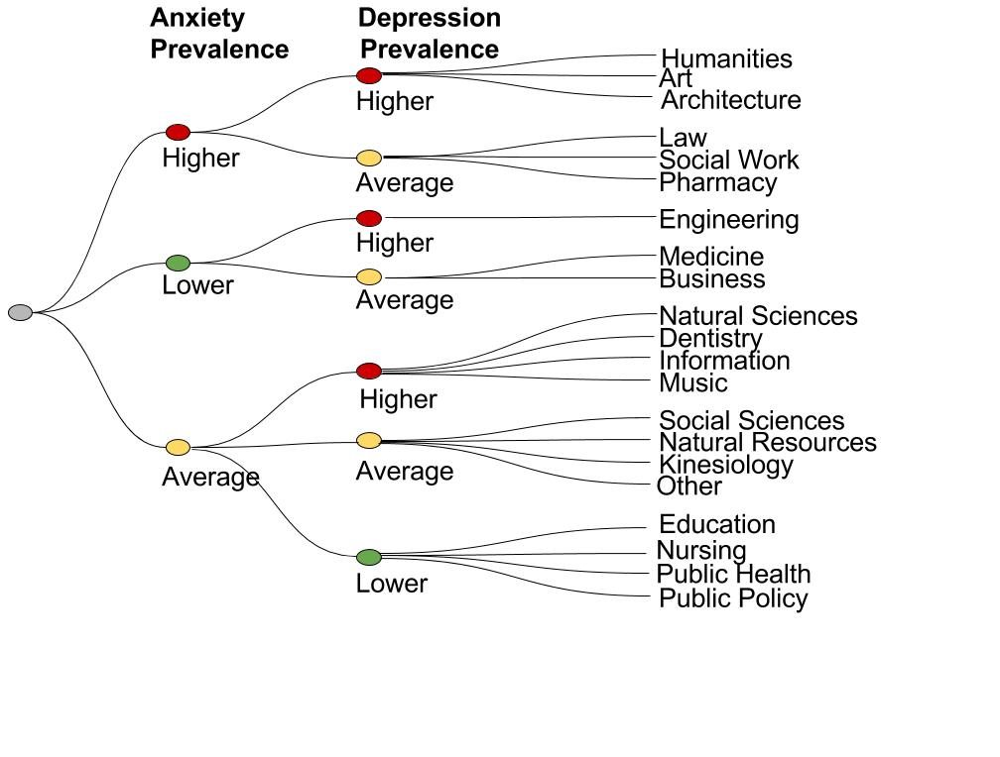 Anxiety
Prevalence
Depression
Prevalence
Higher
Higher
Humanities
Art
Architecture
Average
Law
Social Work
Pharmacy
Lower
Higher
Engineering
Average
Medicine
Business
Average
Higher
Natural Sciences
Dentistry
Information
Music
Average
Social Sciences
Natural Resources
Kinesiology
Other
Lower
Education
Nursing
Public Health
Public Policy